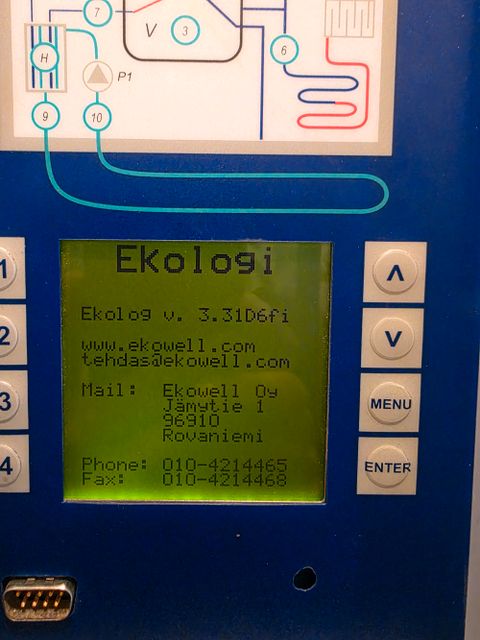 7
V 3
H
P1
6
9
10
Ekologi
Ekolog v. 3.31D6fi
www.ekowell.com
tehdas@ekowell.com
Mail: Ekowell Oy
Jämytie 1
96910
Rovaniemi
Phone: 010-4214465
Fax: 010-4214468
1
2
3
4
MENU
ENTER